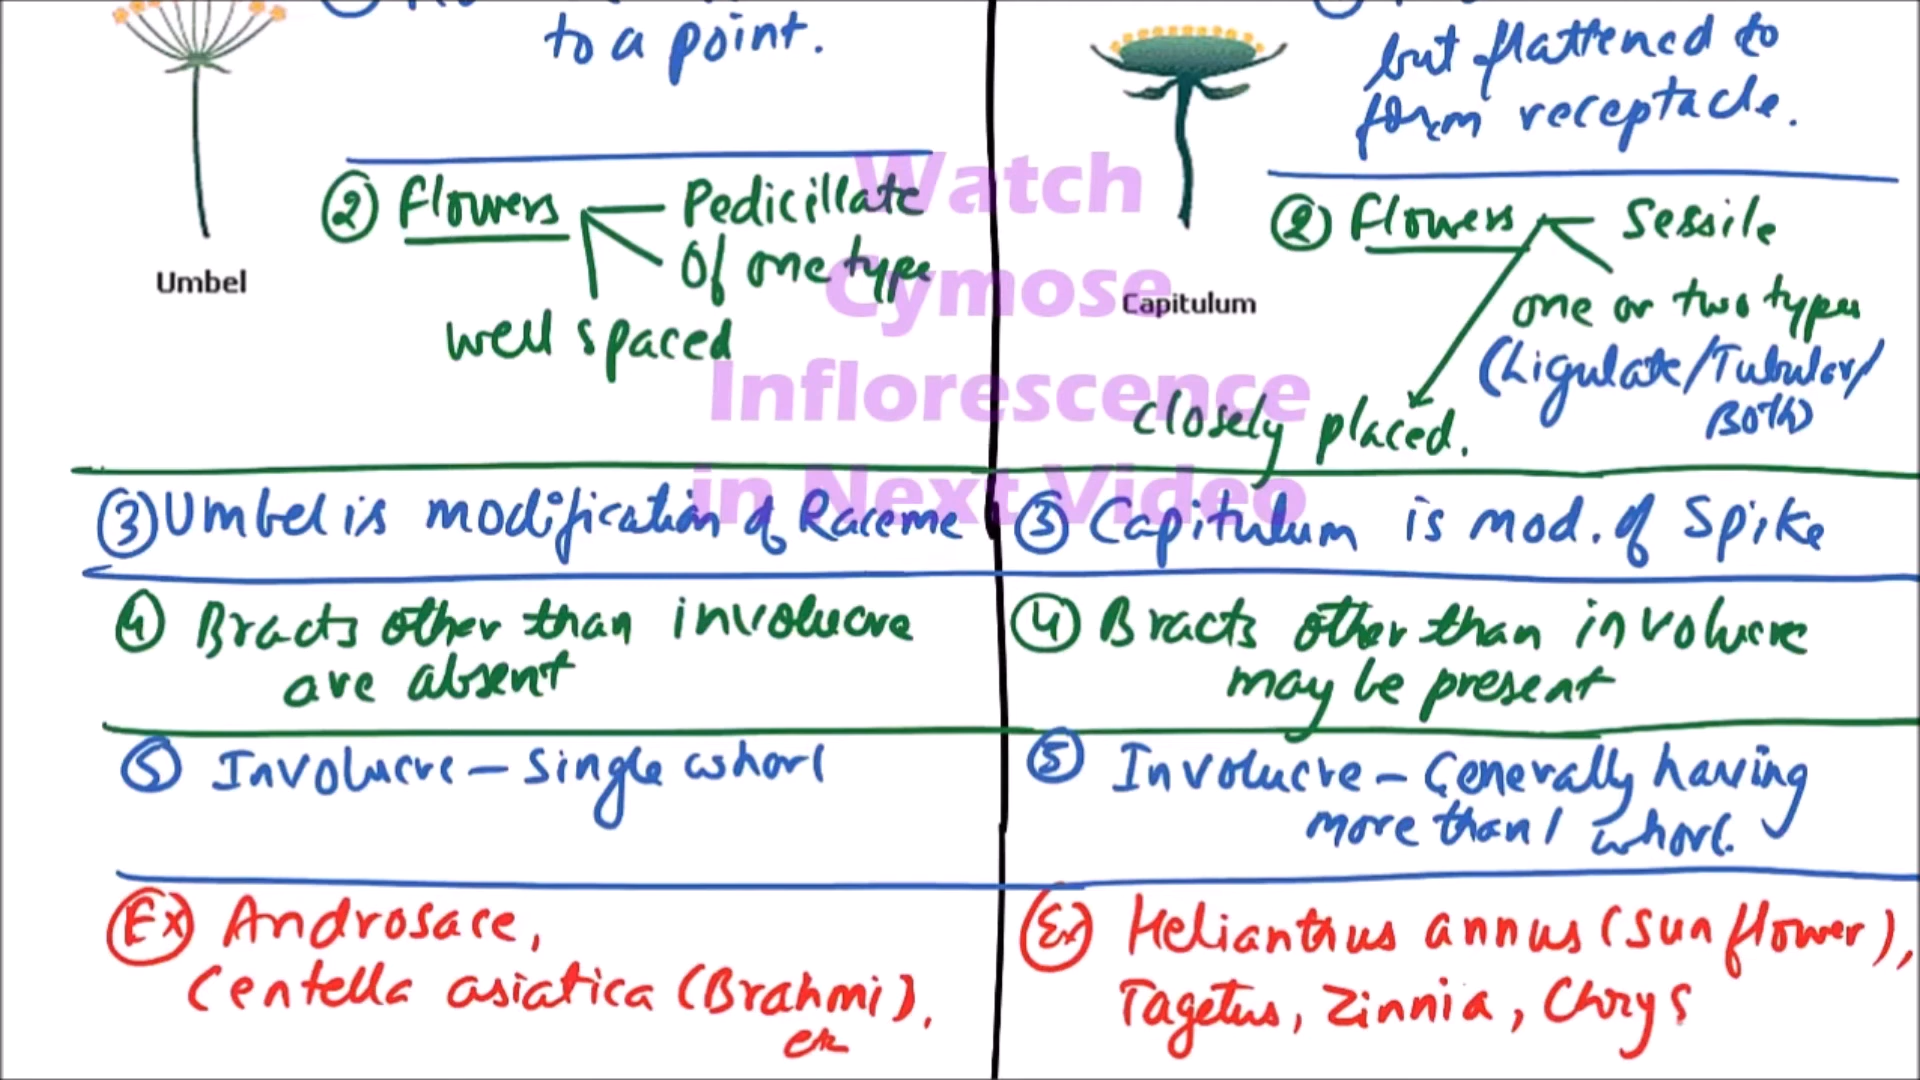 to a point.
Umbel
② Flowers
Pedicillate
Of one type
well spaced
③ Umbel is modification of Raceme
④ Bracts other than involucre
are absent
⑤ Involucre – Single whorl
Ex Androsace,
Centella asiatica (Brahmi),
etc
but flattened to
form receptacle.
Capitulum
② Flowers
Sessile
one or two types
(Ligulate/Tubular/
Both)
closely placed.
③ Capitulum is mod. of Spike
④ Bracts other than involucre
may be present
⑤ Involucre – Generally having
more than 1 whorl.
Ex Helianthus annus (Sunflower),
Tagetus, Zinnia, Chrys
Watch
Cymose
Inflorescence
in Next Video